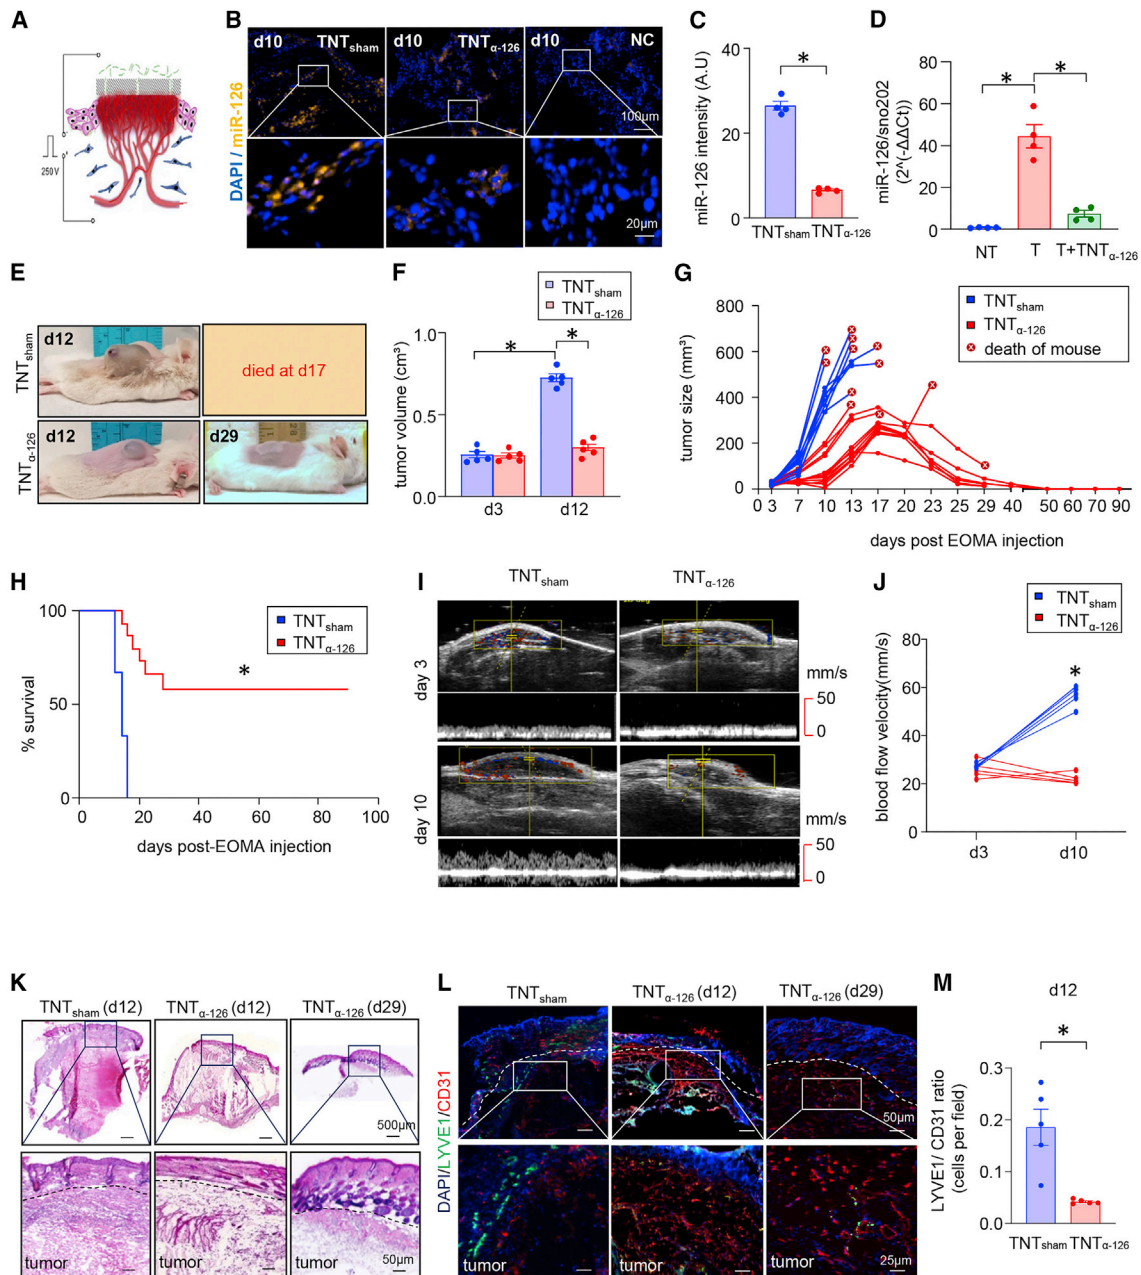 A
250 V
B
DAPI / miR-126
d10 TNTsham
d10 TNTα-126
d10 NC
100μm
20μm
C
miR-126 intensity (A.U)
40
20
0
*
TNTsham TNTα-126
D
miR-126/sno202
(2^(-ΔΔCt))
80
60
40
20
0
* *
NT T T+TNTα-126
E
TNTsham
d12
died at d17
TNTα-126
d12
d29
F
TNTsham
TNTα-126
tumor volume (cm³)
1.0
0.5
0.0
* *
d3 d12
G
TNTsham
TNTα-126
death of mouse
tumor size (mm³)
800
600
400
200
0
0 3 7 10 13 17 20 23 25 29 40 50 60 70 90
days post EOMA injection
H
TNTsham
TNTα-126
% survival
100
50
0
*
0 20 40 60 80 100
days post-EOMA injection
I
TNTsham TNTα-126
day 3
mm/s
50
0
day 10
mm/s
50
0
J
TNTsham
TNTα-126
blood flow velocity(mm/s)
80
60
40
20
0
*
d3 d10
K
TNTsham (d12) TNTα-126 (d12) TNTα-126 (d29)
500μm
tumor tumor tumor
50μm
L
DAPI/LYVE1/CD31
TNTsham TNTα-126 (d12) TNTα-126 (d29)
50μm
tumor tumor tumor
25μm
M
d12
LYVE1/ CD31 ratio
(cells per field)
0.3
0.2
0.1
0.0
*
TNTsham TNTα-126